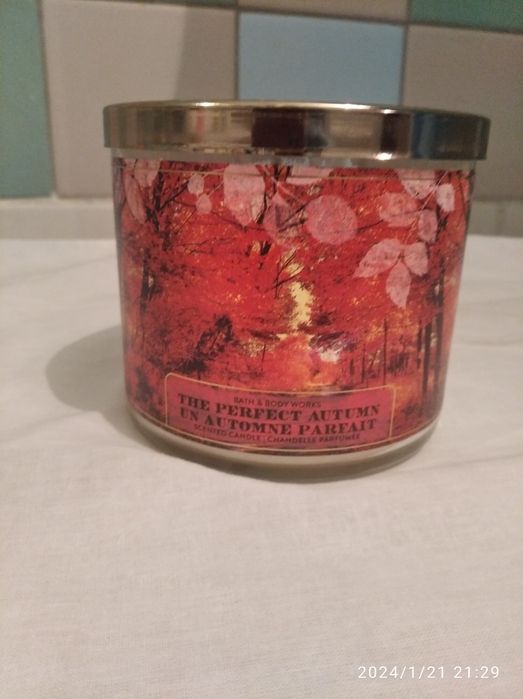 BATH & BODY WORKS
THE PERFECT AUTUMN
UN AUTOMNE PARFAIT
SCENTED CANDLE | CHANDELLE PARFUMÉE
2024/1/21 21:29